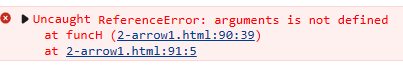 Uncaught ReferenceError: arguments is not defined
at funcH (2-arrow1.html:90:39)
at 2-arrow1.html:91:5